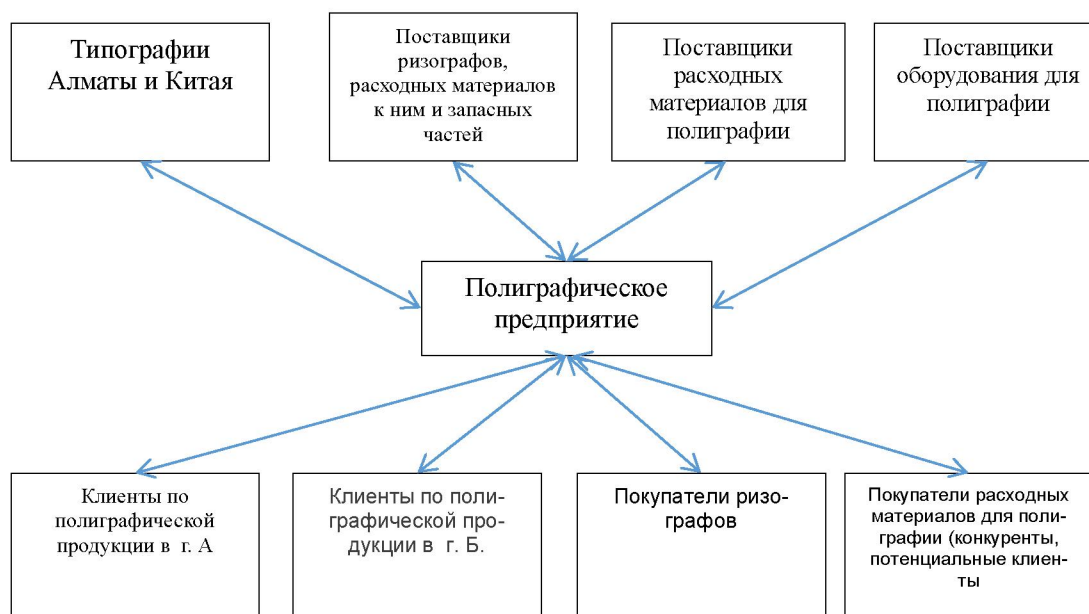 Типографии
Алматы и Китая
Поставщики
ризографов,
расходных материалов
к ним и запасных
частей
Поставщики
расходных
материалов для
полиграфии
Поставщики
оборудования для
полиграфии
Полиграфическое
предприятие
Клиенты по
полиграфической
продукции в г. А
Клиенты по поли-
ографической про-
дукции в г. Б.
Покупатели ризо-
графов
Покупатели расходных
материалов для поли-
графии (конкуренты,
потенциальные клиен-
ты